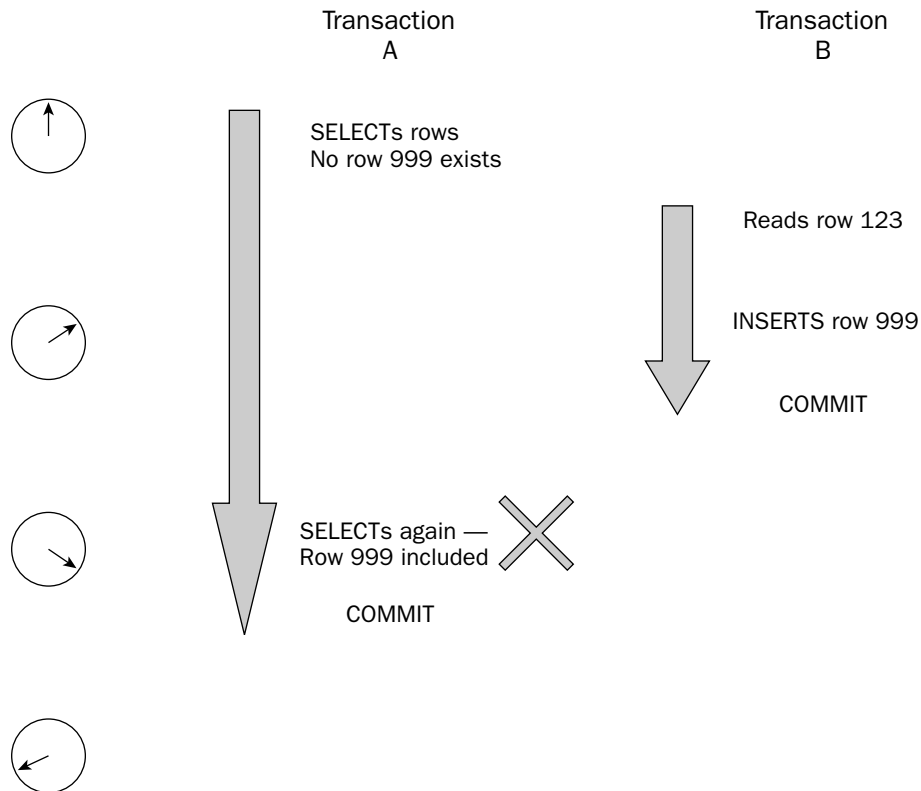 Transaction
A
Transaction
B
SELECTs rows
No row 999 exists
Reads row 123
INSERTS row 999
COMMIT
SELECTs again —
Row 999 included
COMMIT